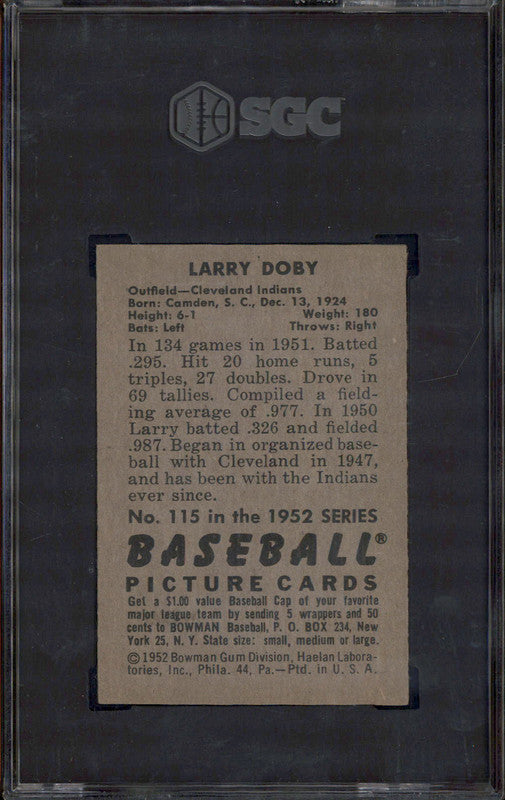 SGC
LARRY DOBY
Outfield—Cleveland Indians
Born: Camden, S. C., Dec. 13, 1924
Height: 6-1 Weight: 180
Bats: Left Throws: Right
In 134 games in 1951. Batted
.295. Hit 20 home runs, 5
triples, 27 doubles. Drove in
69 tallies. Compiled a field-
ing average of .977. In 1950
Larry batted .326 and fielded
.987. Began in organized base-
ball with Cleveland in 1947,
and has been with the Indians
ever since.
No. 115 in the 1952 SERIES
BASEBALL®
PICTURE CARDS
Get a $1.00 value Baseball Cap of your favorite
major league team by sending 5 wrappers and 50
cents to BOWMAN Baseball, P. O. BOX 234, New
York 25, N. Y. State size: small, medium or large.
©1952 Bowman Gum Division, Haelan Labora-
tories, Inc., Phila. 44, Pa.—Ptd. in U. S. A.